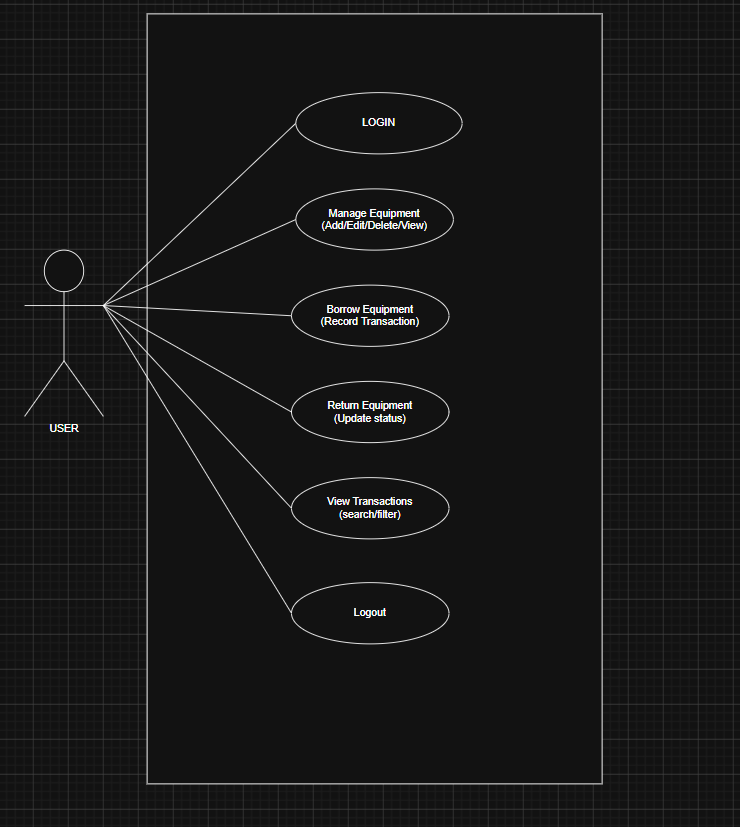 LOGIN
Manage Equipment
(Add/Edit/Delete/View)
Borrow Equipment
(Record Transaction)
Return Equipment
(Update status)
USER
View Transactions
(search/filter)
Logout